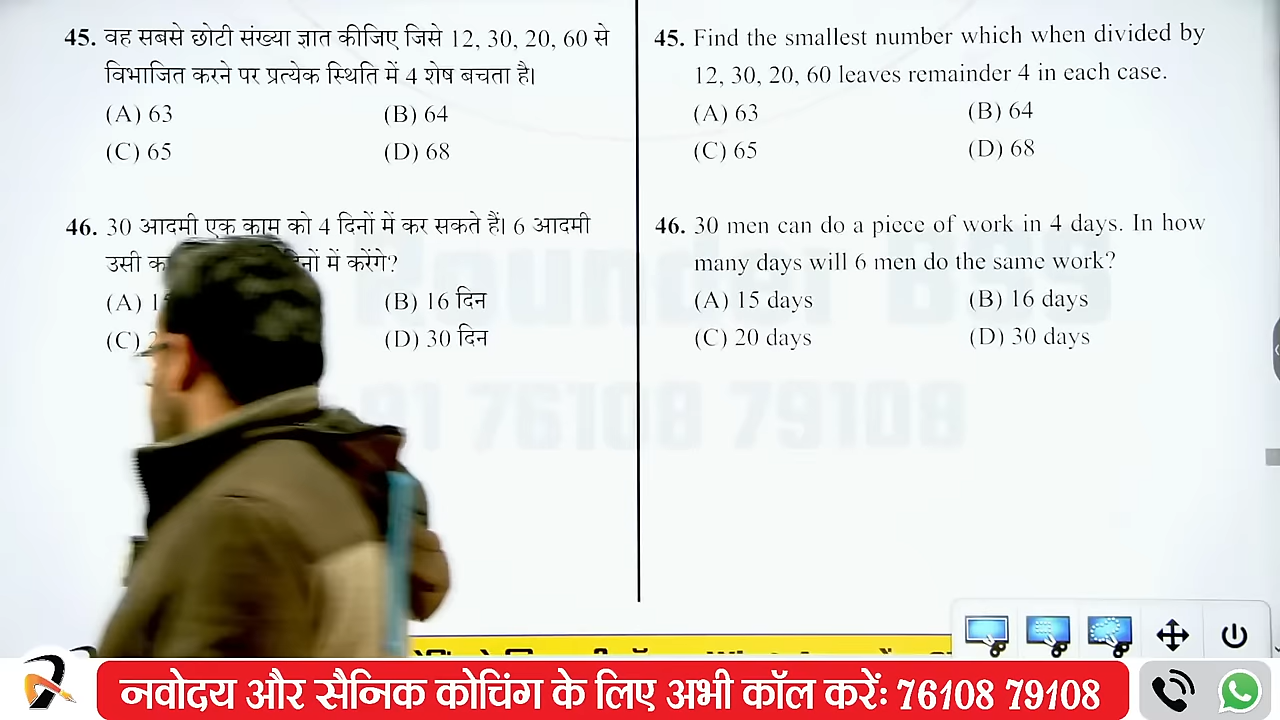 45. वह सबसे छोटी संख्या ज्ञात कीजिए जिसे 12, 30, 20, 60 से
विभाजित करने पर प्रत्येक स्थिति में 4 शेष बचता है।
(A) 63 (B) 64
(C) 65 (D) 68
46. 30 आदमी एक काम को 4 दिनों में कर सकते हैं। 6 आदमी
उसी में करेंगे?
(A) (B) 16 दिन
(C) (D) 30 दिन
45. Find the smallest number which when divided by
12, 30, 20, 60 leaves remainder 4 in each case.
(A) 63 (B) 64
(C) 65 (D) 68
46. 30 men can do a piece of work in 4 days. In how
many days will 6 men do the same work?
(A) 15 days (B) 16 days
(C) 20 days (D) 30 days
76108 79108
नवोदय और सैनिक कोचिंग के लिए अभी कॉल करें: 76108 79108